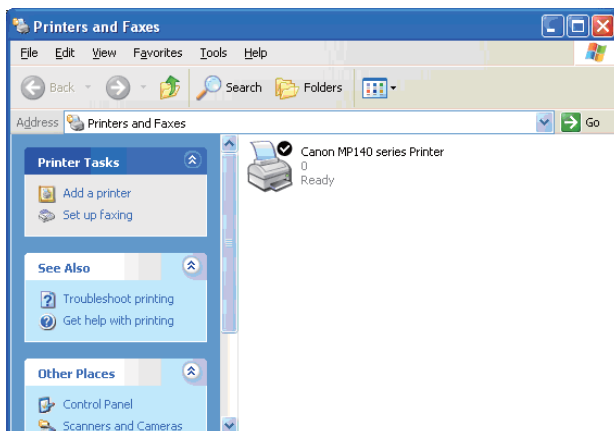 Printers and Faxes
File Edit View Favorites Tools Help
Back Search Folders
Address Printers and Faxes Go
Printer Tasks
Add a printer
Set up faxing
See Also
Troubleshoot printing
Get help with printing
Other Places
Control Panel
Scanners and Cameras
Canon MP140 series Printer
0
Ready